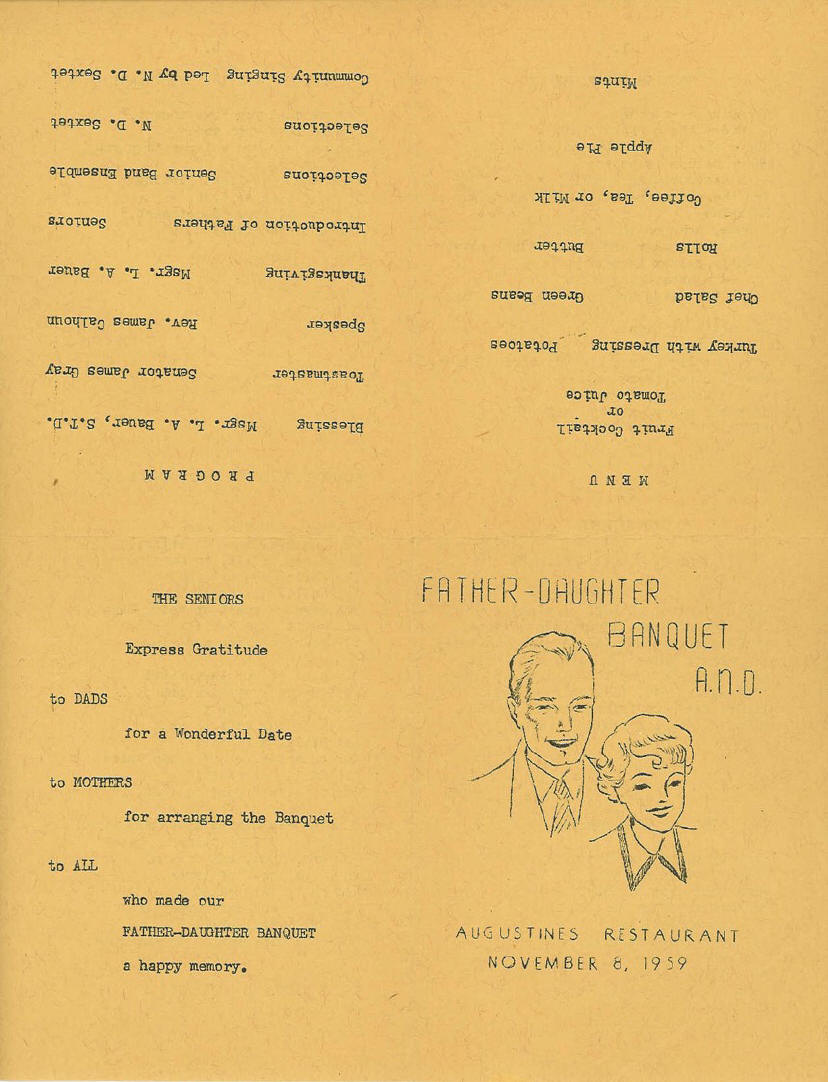 FATHER-DAUGHTER
BANQUET
A.N.D.
AUGUSTINES RESTAURANT
NOVEMBER 8, 1959
M E N U
Fruit Cocktail
or
Tomato Juice
Turkey with Dressing Potatoes
Chef Salad Green Beans
Rolls Butter
Coffee, Tea, or Milk
Apple Pie
Mints
P R O G R A M
Blessing Msgr. L. A. Bauer, S.T.D.
Toastmaster Senator James Gray
Speaker Rev. James Calhoun
Thanksgiving Msgr. L. A. Bauer
Introduction of Fathers Seniors
Selections Senior Band Ensemble
Selections N. D. Sextet
Community Singing Led by N. D. Sextet
THE SENIORS
Express Gratitude
to DADS
for a Wonderful Date
to MOTHERS
for arranging the Banquet
to ALL
who made our
FATHER-DAUGHTER BANQUET
a happy memory.